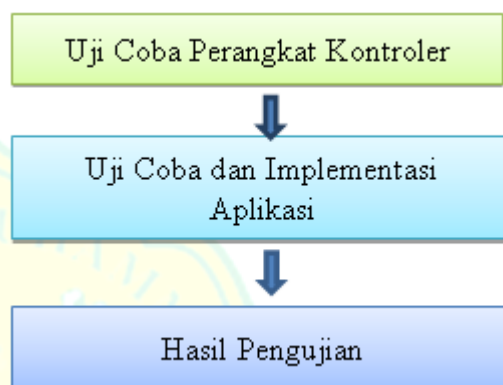 Uji Coba Perangkat Kontroler
Uji Coba dan Implementasi
Aplikasi
Hasil Pengujian